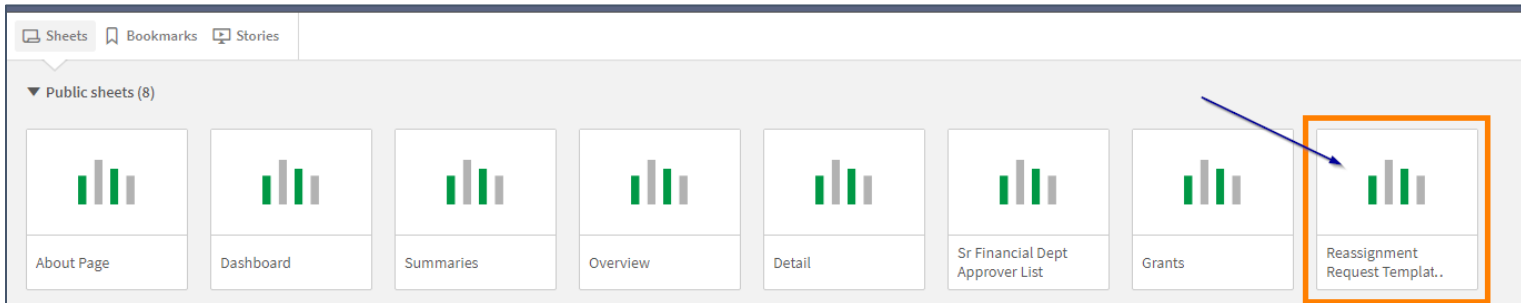 Sheets Bookmarks Stories
Public sheets (8)
About Page
Dashboard
Summaries
Overview
Detail
Sr Financial Dept
Approver List
Grants
Reassignment
Request Templat..